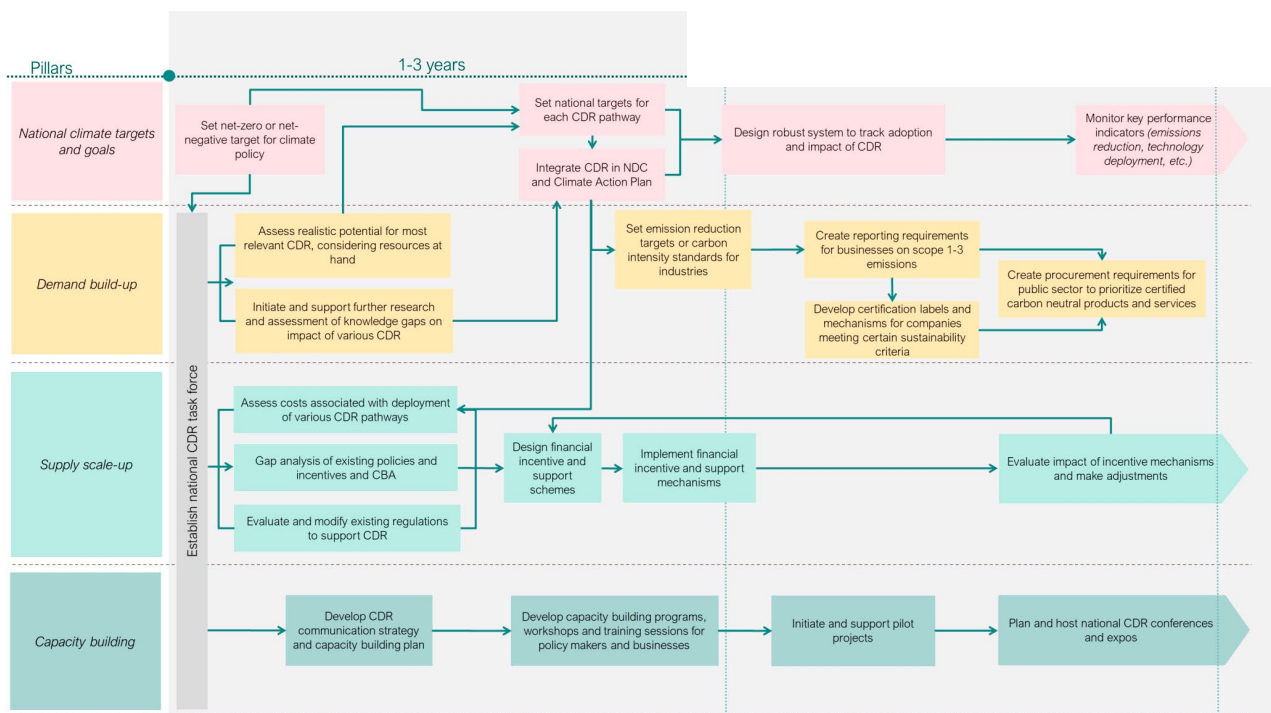 Pillars
1-3 years
National climate targets
and goals
Set net-zero or net-
negative target for climate
policy
Set national targets for
each CDR pathway
Integrate CDR in NDC
and Climate Action Plan
Design robust system to track adoption
and impact of CDR
Monitor key performance
indicators (emissions
reduction, technology
deployment, etc.)
Demand build-up
Assess realistic potential for most
relevant CDR, considering resources at
hand
Initiate and support further research
and assessment of knowledge gaps on
impact of various CDR
Set emission reduction
targets or carbon
intensity standards for
industries
Create reporting requirements
for businesses on scope 1-3
emissions
Develop certification labels and
mechanisms for companies
meeting certain sustainability
criteria
Create procurement requirements for
public sector to prioritize certified
carbon neutral products and services
Establish national CDR task force
Supply scale-up
Assess costs associated with deployment
of various CDR pathways
Gap analysis of existing policies and
incentives and CBA
Evaluate and modify existing regulations
to support CDR
Design financial
incentive and
support
schemes
Implement financial
incentive and support
mechanisms
Evaluate impact of incentive mechanisms
and make adjustments
Capacity building
Develop CDR
communication strategy
and capacity building plan
Develop capacity building programs,
workshops and training sessions for
policy makers and businesses
Initiate and support pilot
projects
Plan and host national CDR conferences
and expos